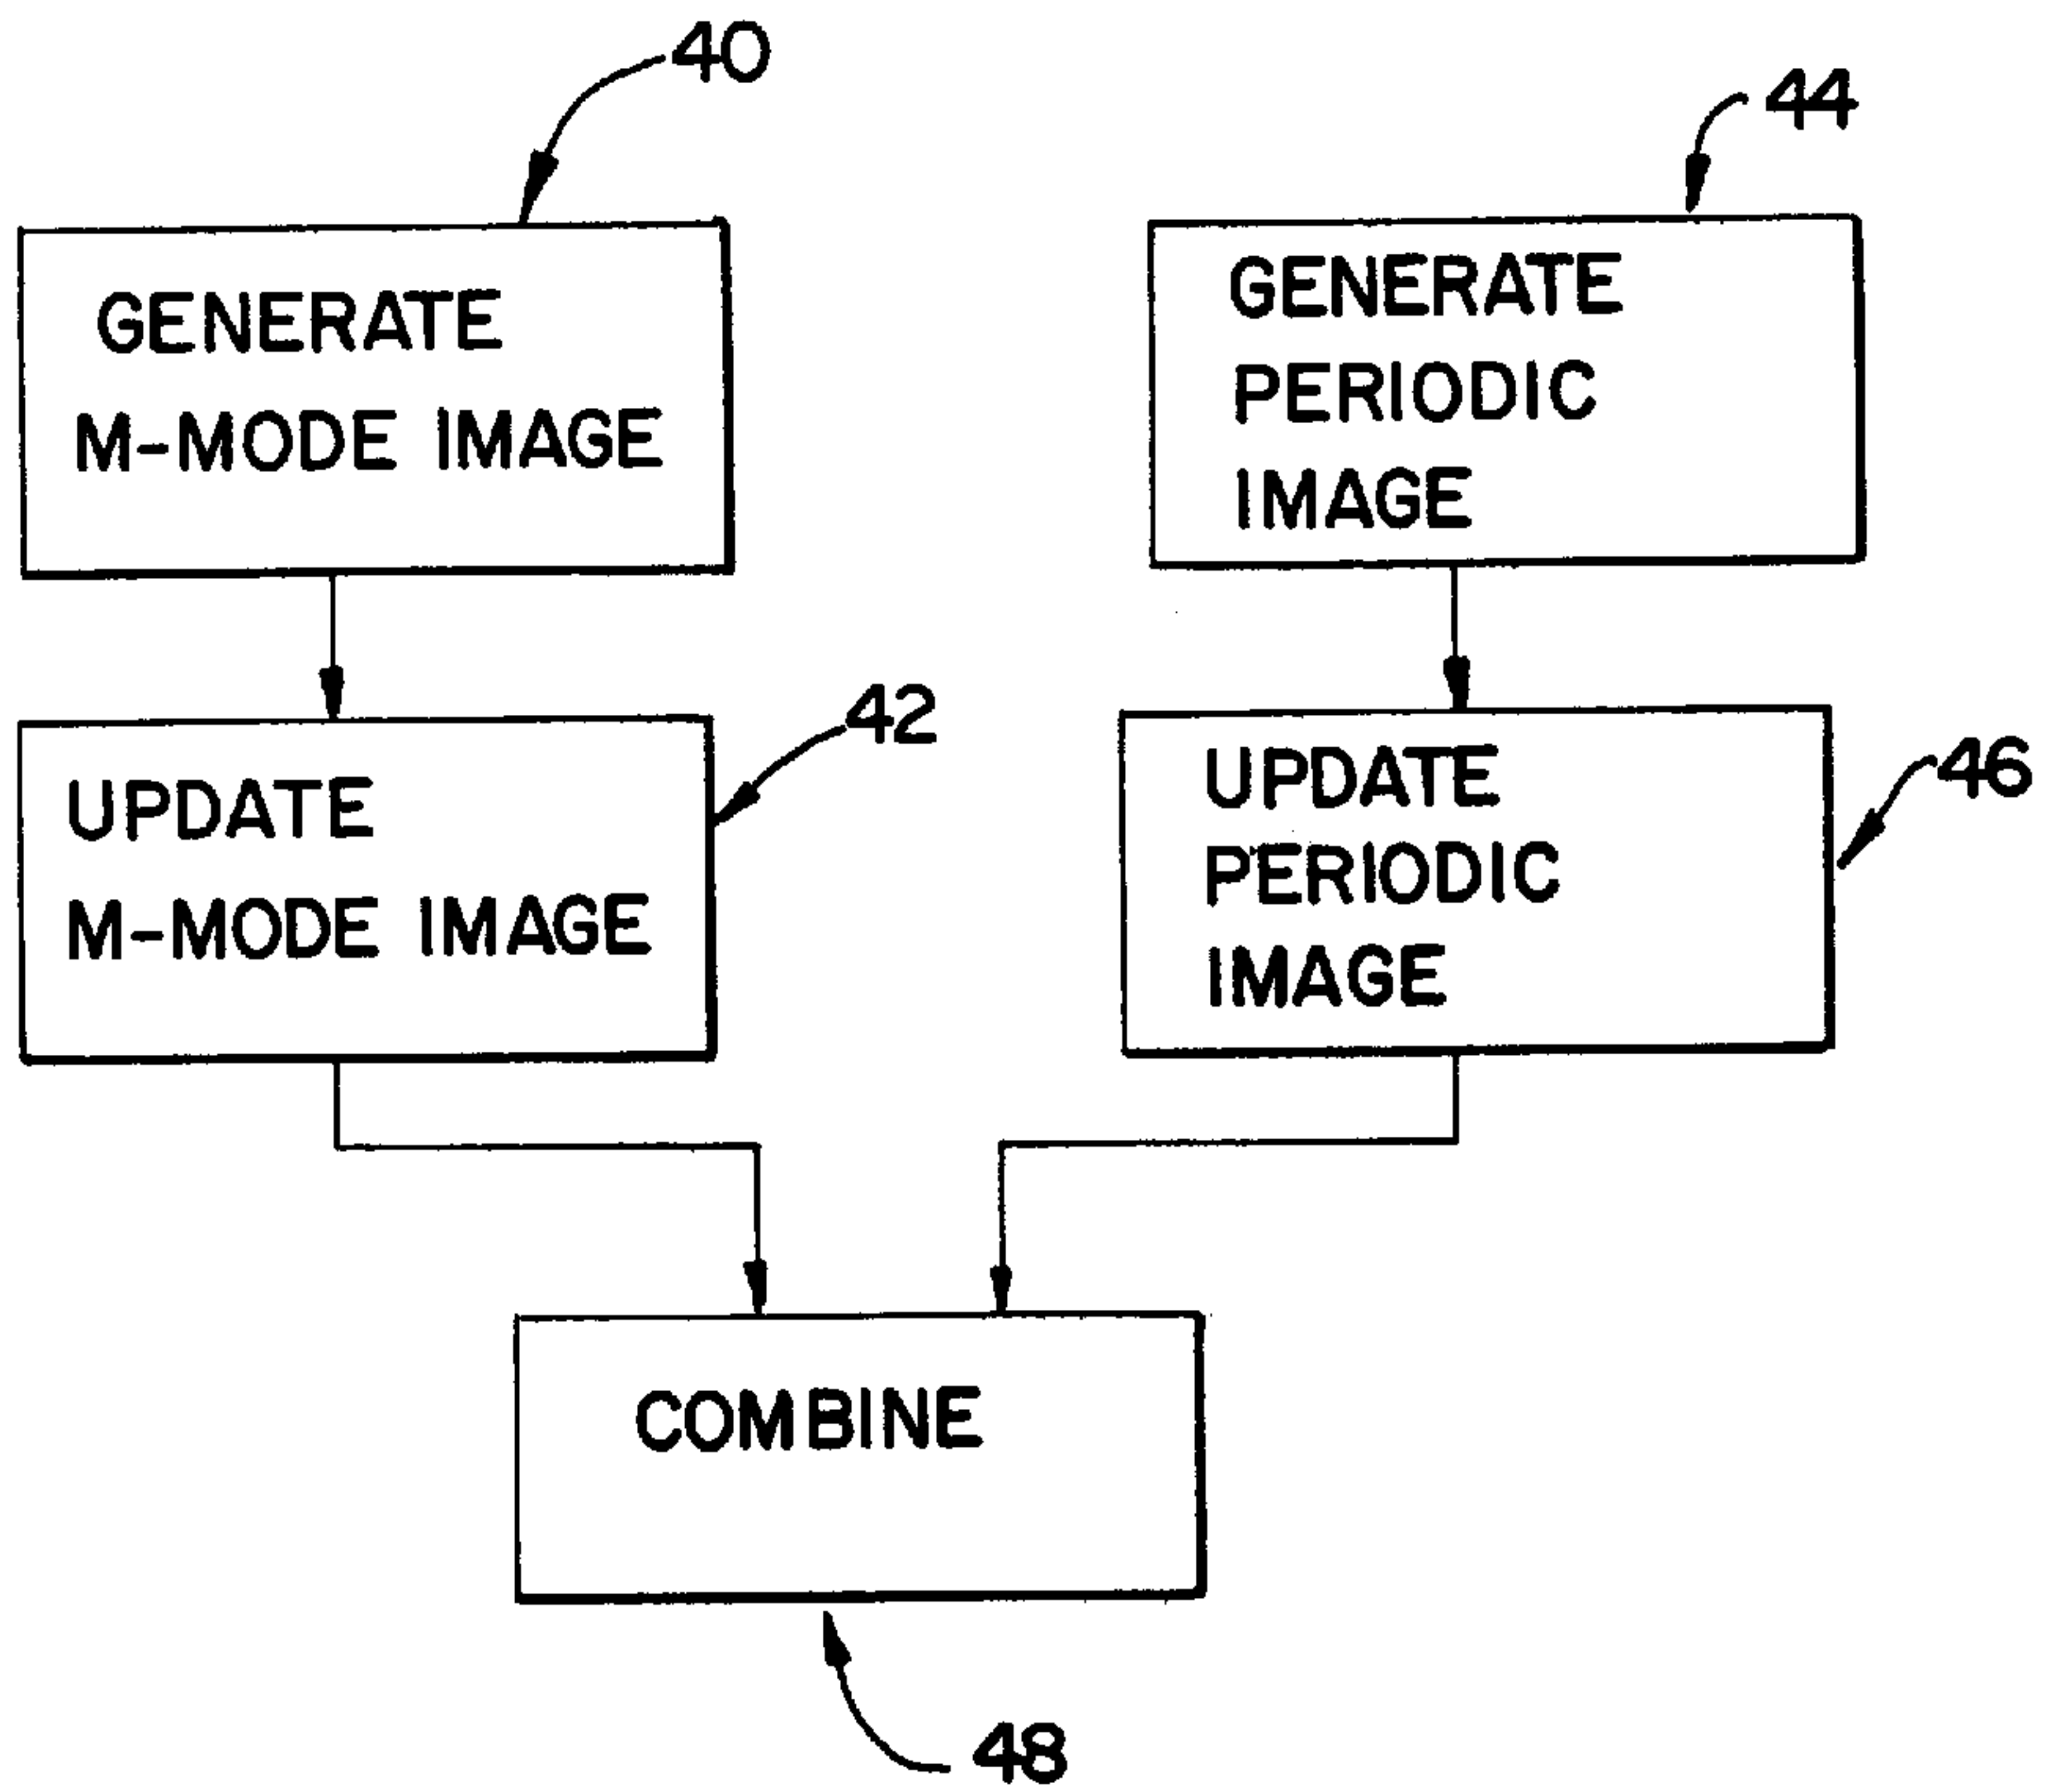 40
GENERATE
M-MODE IMAGE
44
GENERATE
PERIODIC
IMAGE
42
UPDATE
M-MODE IMAGE
46
UPDATE
PERIODIC
IMAGE
COMBINE
48